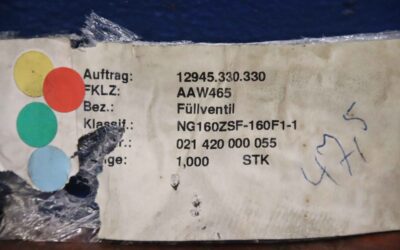 Auftrag: 12945.330.330
FKLZ: AAW465
Bez.: Füllventil
Klassif.: NG160ZSF-160F1-1
r.: 021 420 000 055
nge: 1,000 STK